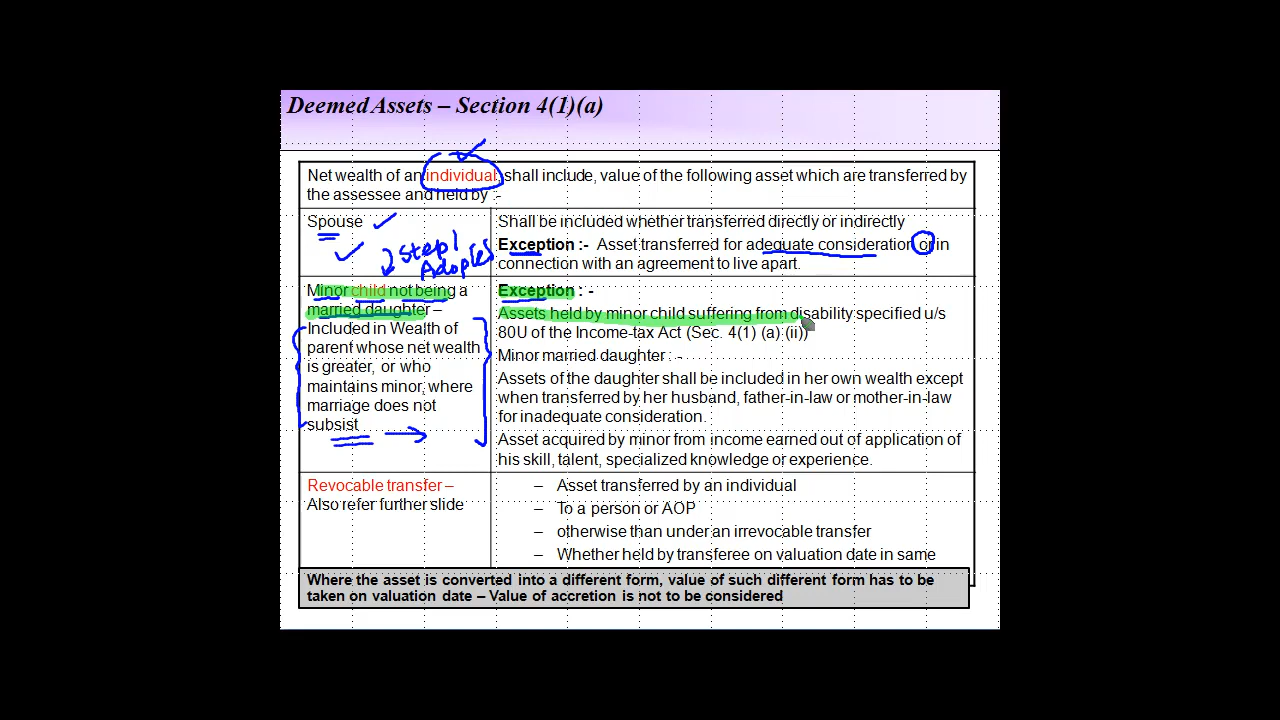 Deemed Assets – Section 4(1)(a)
Net wealth of an individual, shall include, value of the following asset which are transferred by
the assessee and held by :-
Spouse
Step/
Adopted
Shall be included whether transferred directly or indirectly
Exception :- Asset transferred for adequate consideration or in
connection with an agreement to live apart.
Minor child not being a
married daughter –
Included in Wealth of
parent whose net wealth
is greater, or who
maintains minor, where
marriage does not
subsist
Exception : -
Assets held by minor child suffering from disability specified u/s
80U of the Income-tax Act (Sec. 4(1) (a) (ii))
Minor married daughter : -
Assets of the daughter shall be included in her own wealth except
when transferred by her husband, father-in-law or mother-in-law
for inadequate consideration.
Asset acquired by minor from income earned out of application of
his skill, talent, specialized knowledge or experience.
Revocable transfer –
Also refer further slide
– Asset transferred by an individual
– To a person or AOP
– otherwise than under an irrevocable transfer
– Whether held by transferee on valuation date in same
Where the asset is converted into a different form, value of such different form has to be
taken on valuation date – Value of accretion is not to be considered